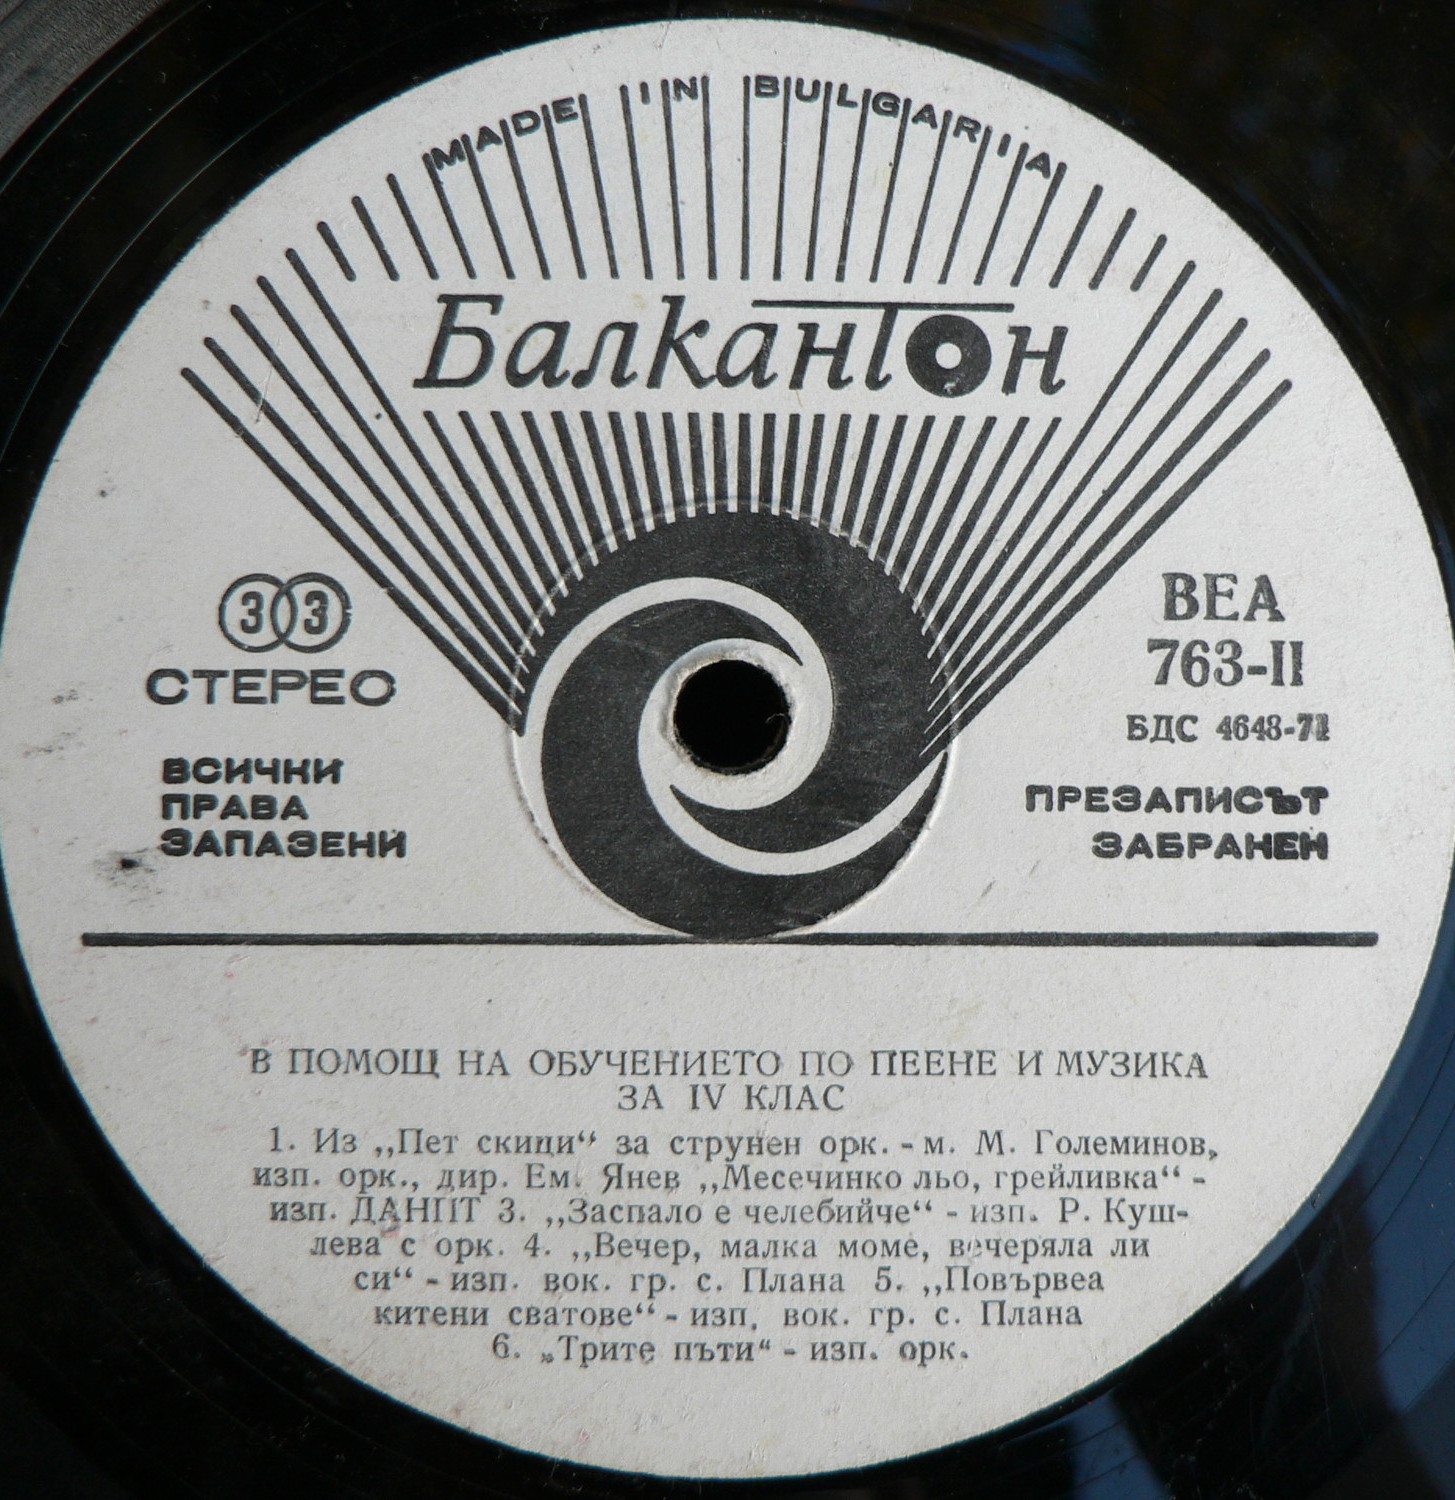 MADE IN BULGARIA
Балкантон
33
СТЕРЕО
ВСИЧКИ
ПРАВА
ЗАПАЗЕНИ
ВЕА
763-II
БДС 4648-71
ПРЕЗАПИСЪТ
ЗАБРАНЕН
В ПОМОЩ НА ОБУЧЕНИЕТО ПО ПЕЕНЕ И МУЗИКА
ЗА IV КЛАС
1. Из „Пет скици“ за струнен орк. - м. М. Големинов,
изп. орк., дир. Ем. Янев „Месечинко льо, грейливка“ -
изп. ДАНПТ 3. „Заспало е челебийче“ - изп. Р. Куш-
лева с орк. 4. „Вечер, малка моме, вечеряла ли
си“ - изп. вок. гр. с. Плана 5. „Повървеа
китени сватове“ - изп. вок. гр. с. Плана
6. „Трите пъти“ - изп. орк.